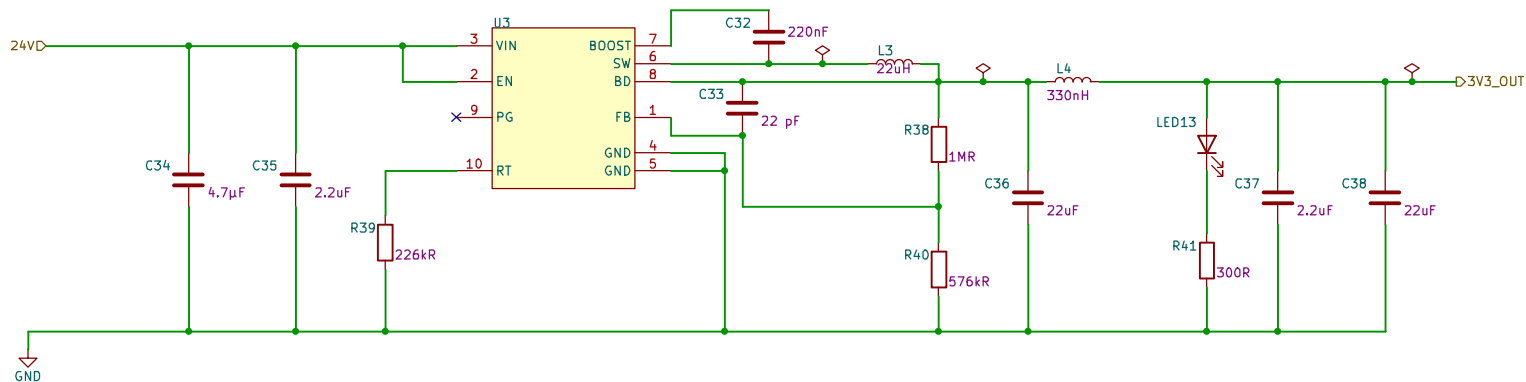 U3
C32
220nF
24V
3
VIN
BOOST
7
L3
SW
6
22uH
L4
2
EN
BD
8
3V3_OUT
C33
330nH
9
PG
FB
1
22 pF
LED13
R38
GND
4
1MR
C34
C35
10
RT
GND
5
C36
C37
C38
4.7µF
2.2uF
22uF
2.2uF
22uF
R39
R41
226kR
R40
300R
576kR
GND